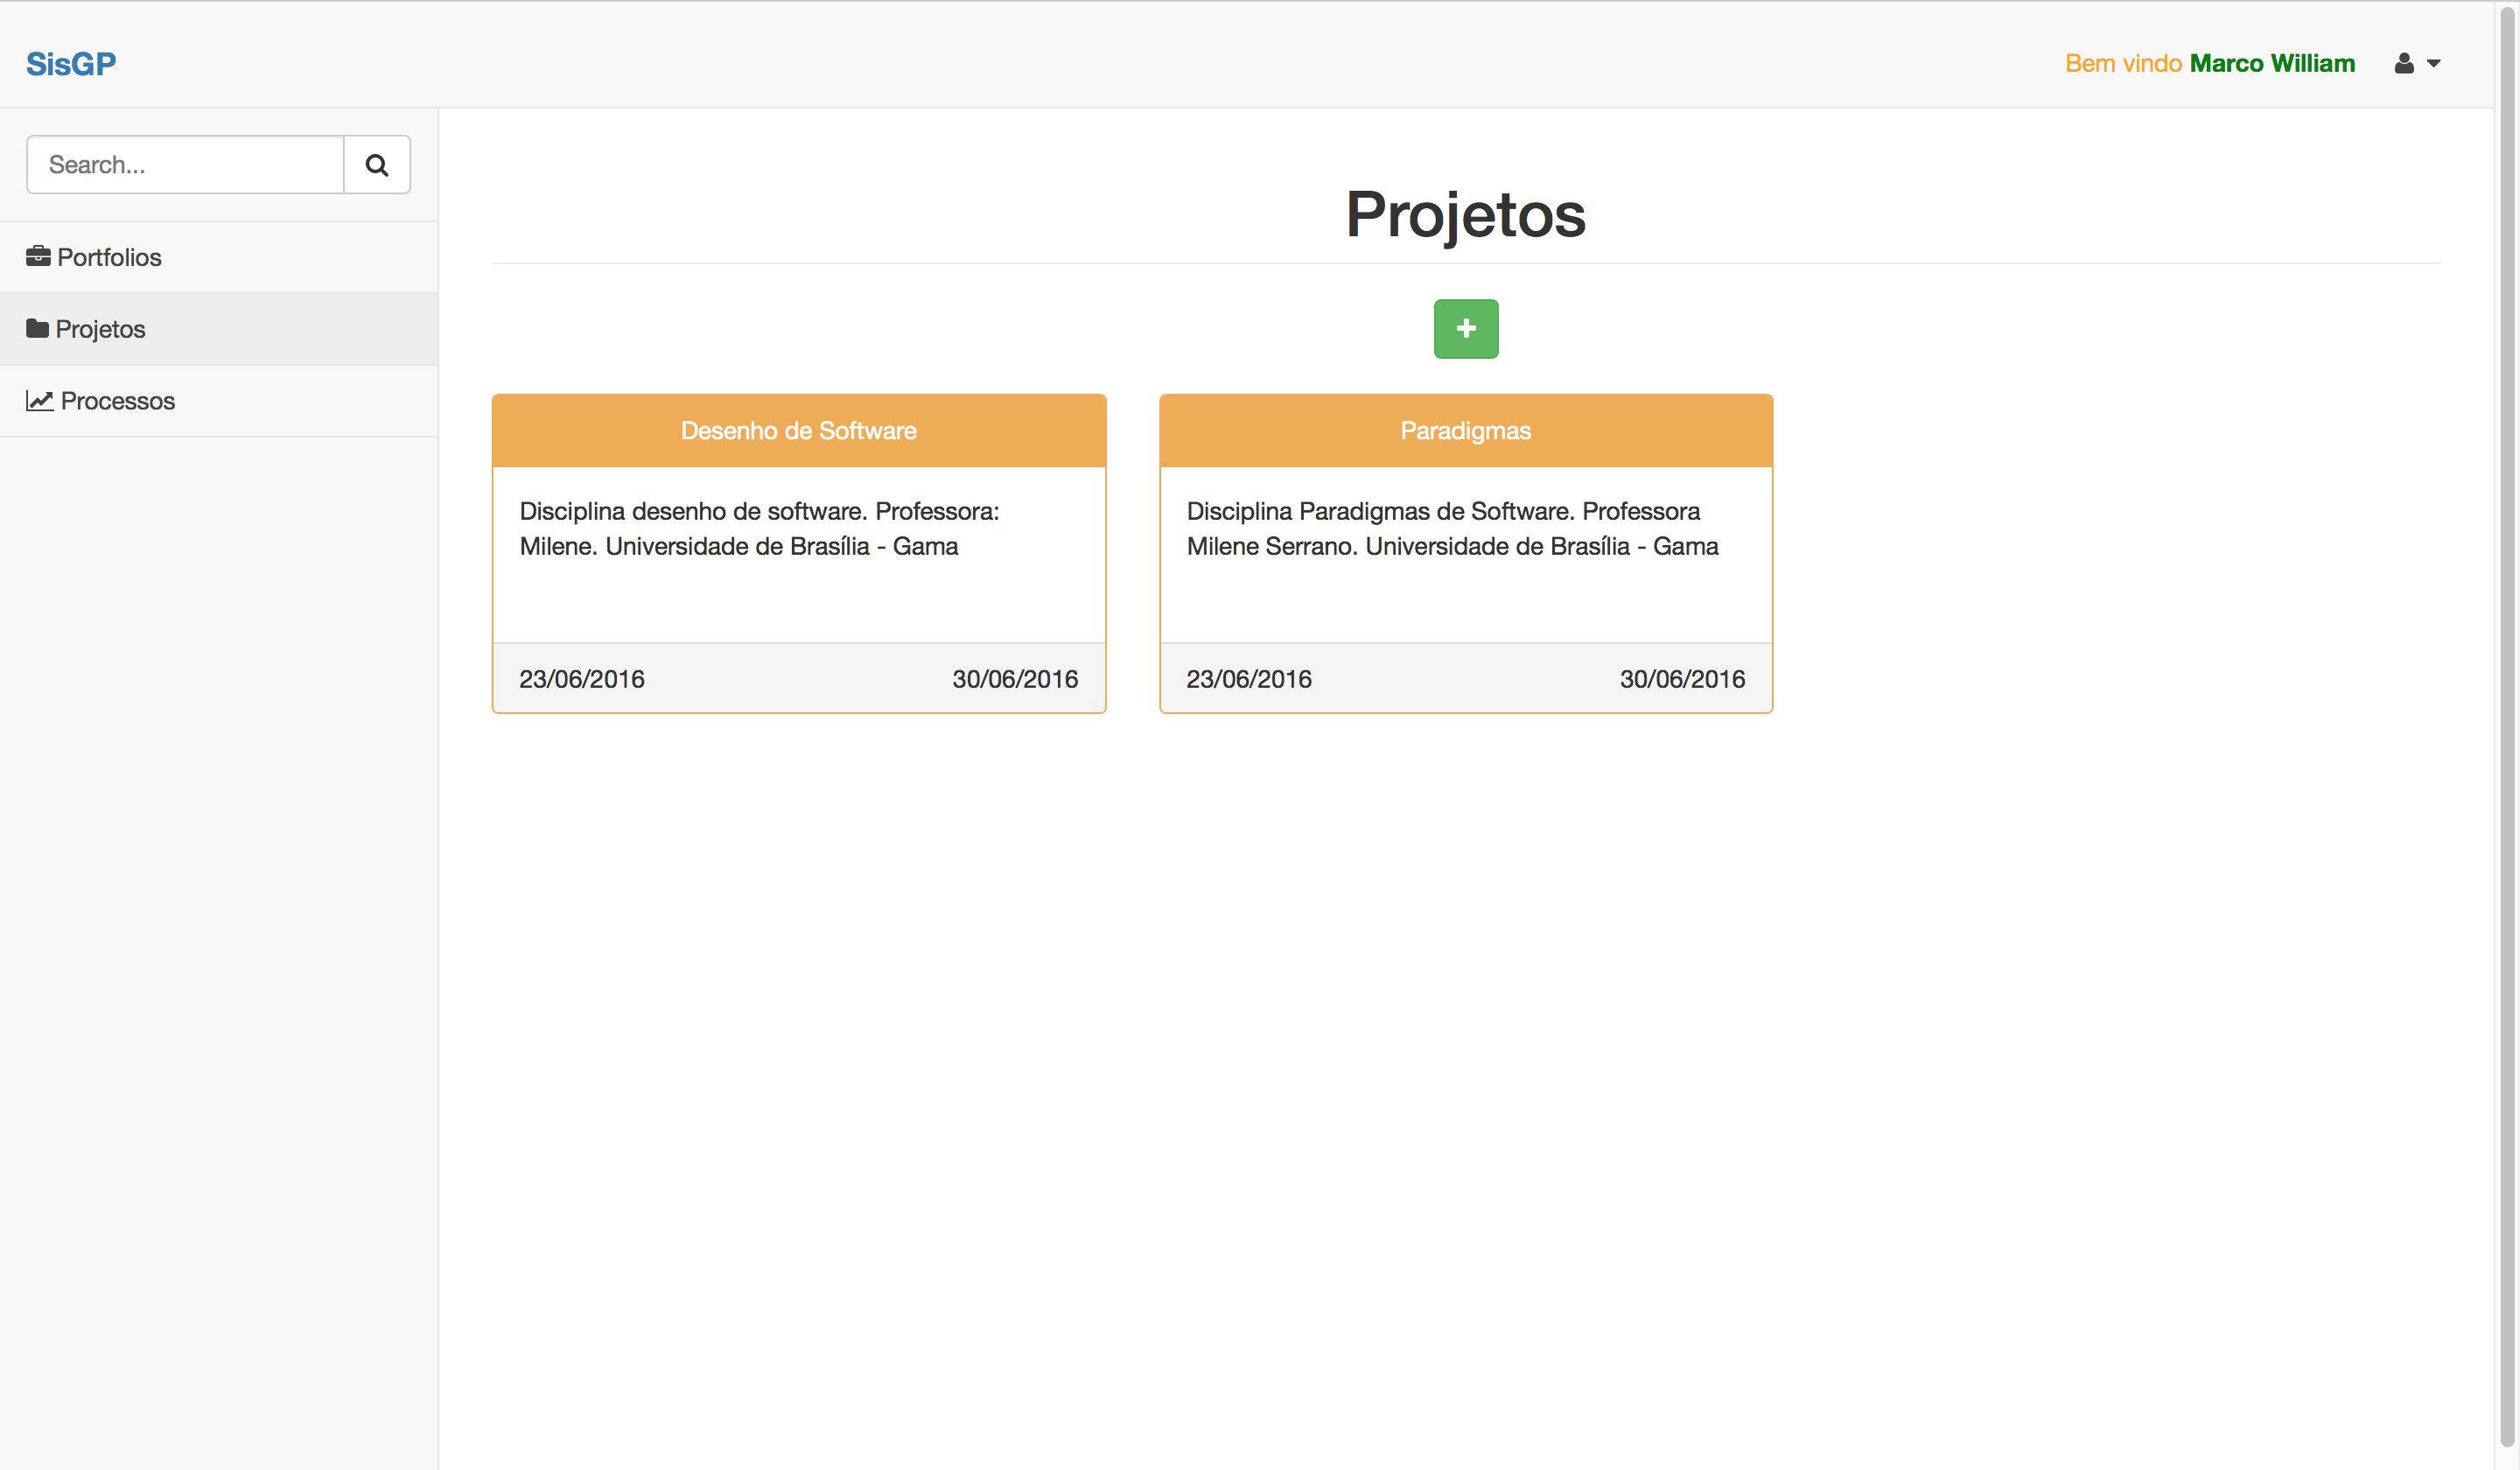 SisGP
Bem vindo Marco William
Search...
Portfolios
Projetos
Processos
Projetos
+
Desenho de Software
Disciplina desenho de software. Professora:
Milene. Universidade de Brasília - Gama
23/06/2016 30/06/2016
Paradigmas
Disciplina Paradigmas de Software. Professora
Milene Serrano. Universidade de Brasília - Gama
23/06/2016 30/06/2016